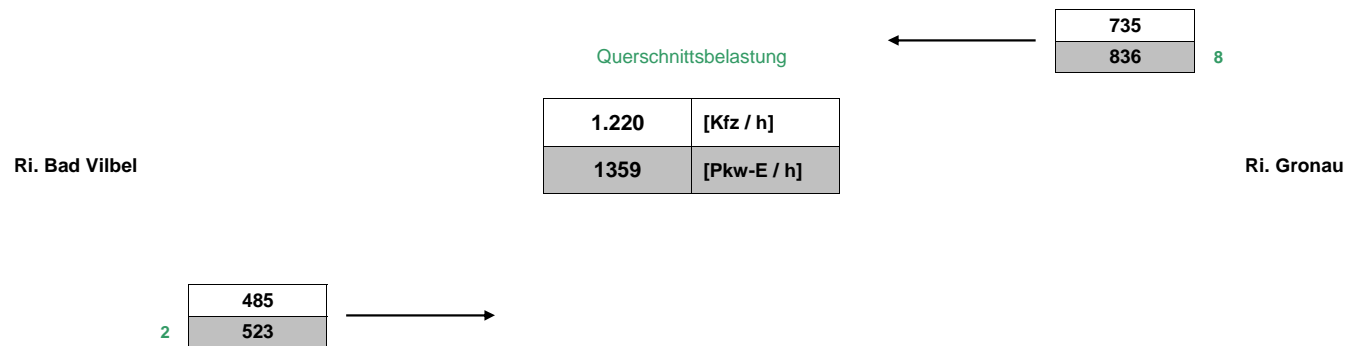 735
836 8
Querschnittsbelastung
1.220 [Kfz / h]
1359 [Pkw-E / h]
Ri. Bad Vilbel
Ri. Gronau
485
2 523